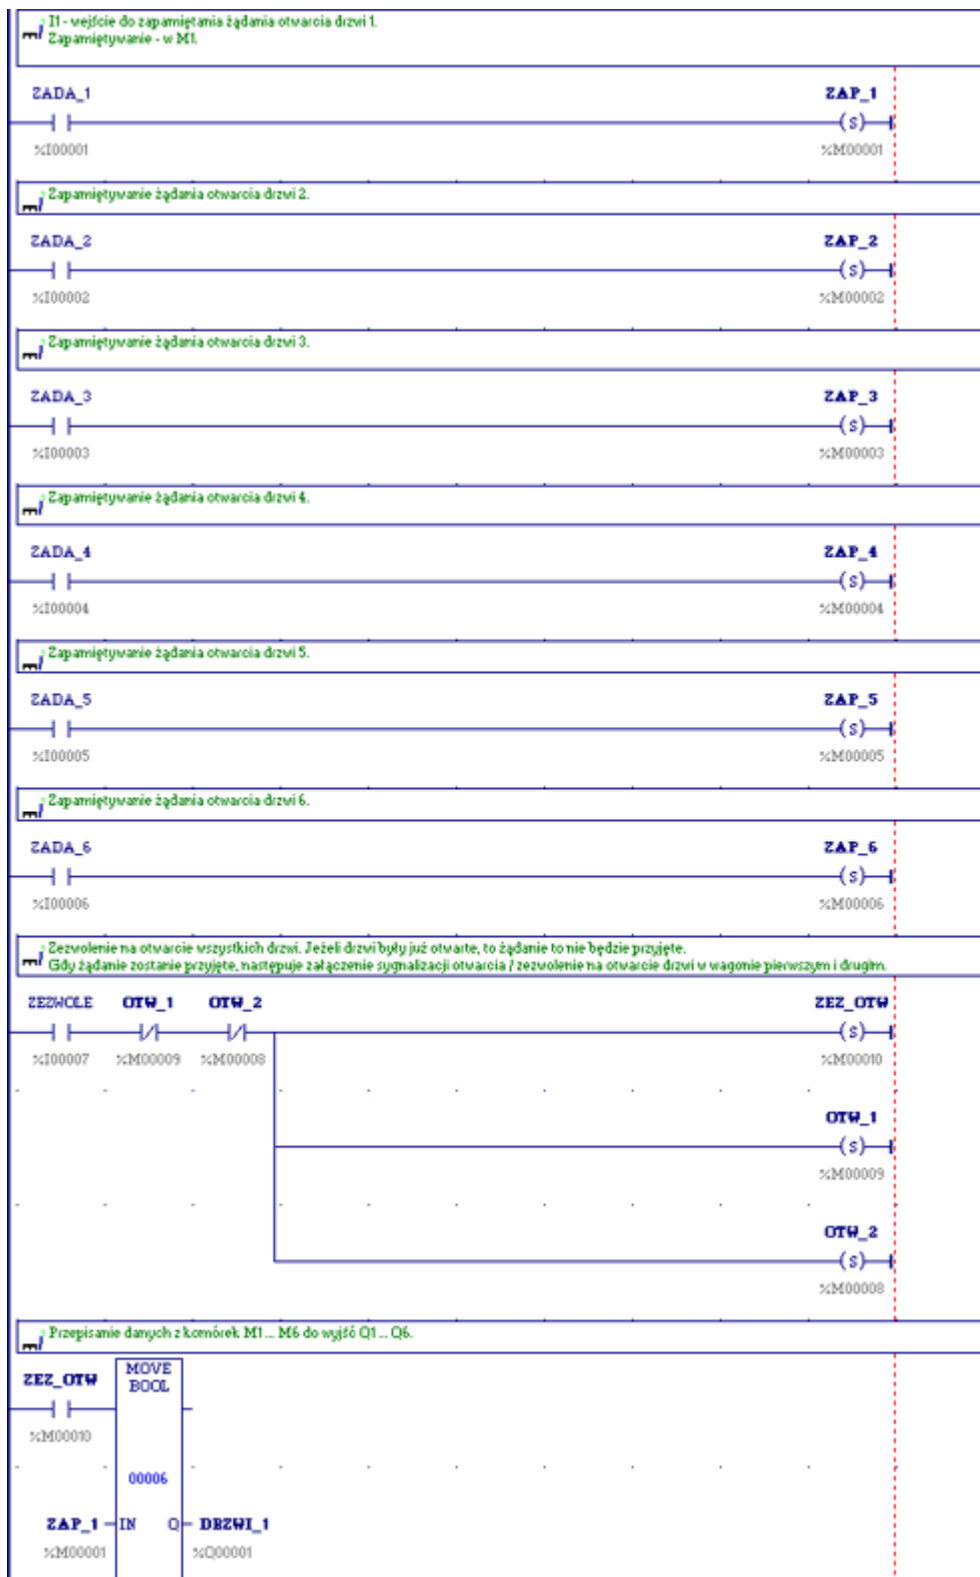 I1 - wejście do zapamiętania żądania otwarcia drzwi 1.
Zapamiętywanie - w M1.
ZADA_1 ZAP_1
(S)
%I00001 %M00001
Zapamiętywanie żądania otwarcia drzwi 2.
ZADA_2 ZAP_2
(S)
%I00002 %M00002
Zapamiętywanie żądania otwarcia drzwi 3.
ZADA_3 ZAP_3
(S)
%I00003 %M00003
Zapamiętywanie żądania otwarcia drzwi 4.
ZADA_4 ZAP_4
(S)
%I00004 %M00004
Zapamiętywanie żądania otwarcia drzwi 5.
ZADA_5 ZAP_5
(S)
%I00005 %M00005
Zapamiętywanie żądania otwarcia drzwi 6.
ZADA_6 ZAP_6
(S)
%I00006 %M00006
Zezwolenie na otwarcie wszystkich drzwi. Jeżeli drzwi były już otwarte, to żądanie to nie będzie przyjęte.
Gdy żądanie zostanie przyjęte, następuje załączenie sygnalizacji otwarcia / zezwolenie na otwarcie drzwi w wagonie pierwszym i drugim.
ZEZWOLE OTW_1 OTW_2 ZEZ_OTW
(S)
%I00007 %M00009 %M00008 %M00010
OTW_1
(S)
%M00009
OTW_2
(S)
%M00008
Przepisanie danych z komórek M1 ... M6 do wyjść Q1 ... Q6.
ZEZ_OTW MOVE
BOOL
%M00010
00006
ZAP_1 IN Q DRZWI_1
%M00001 %Q00001